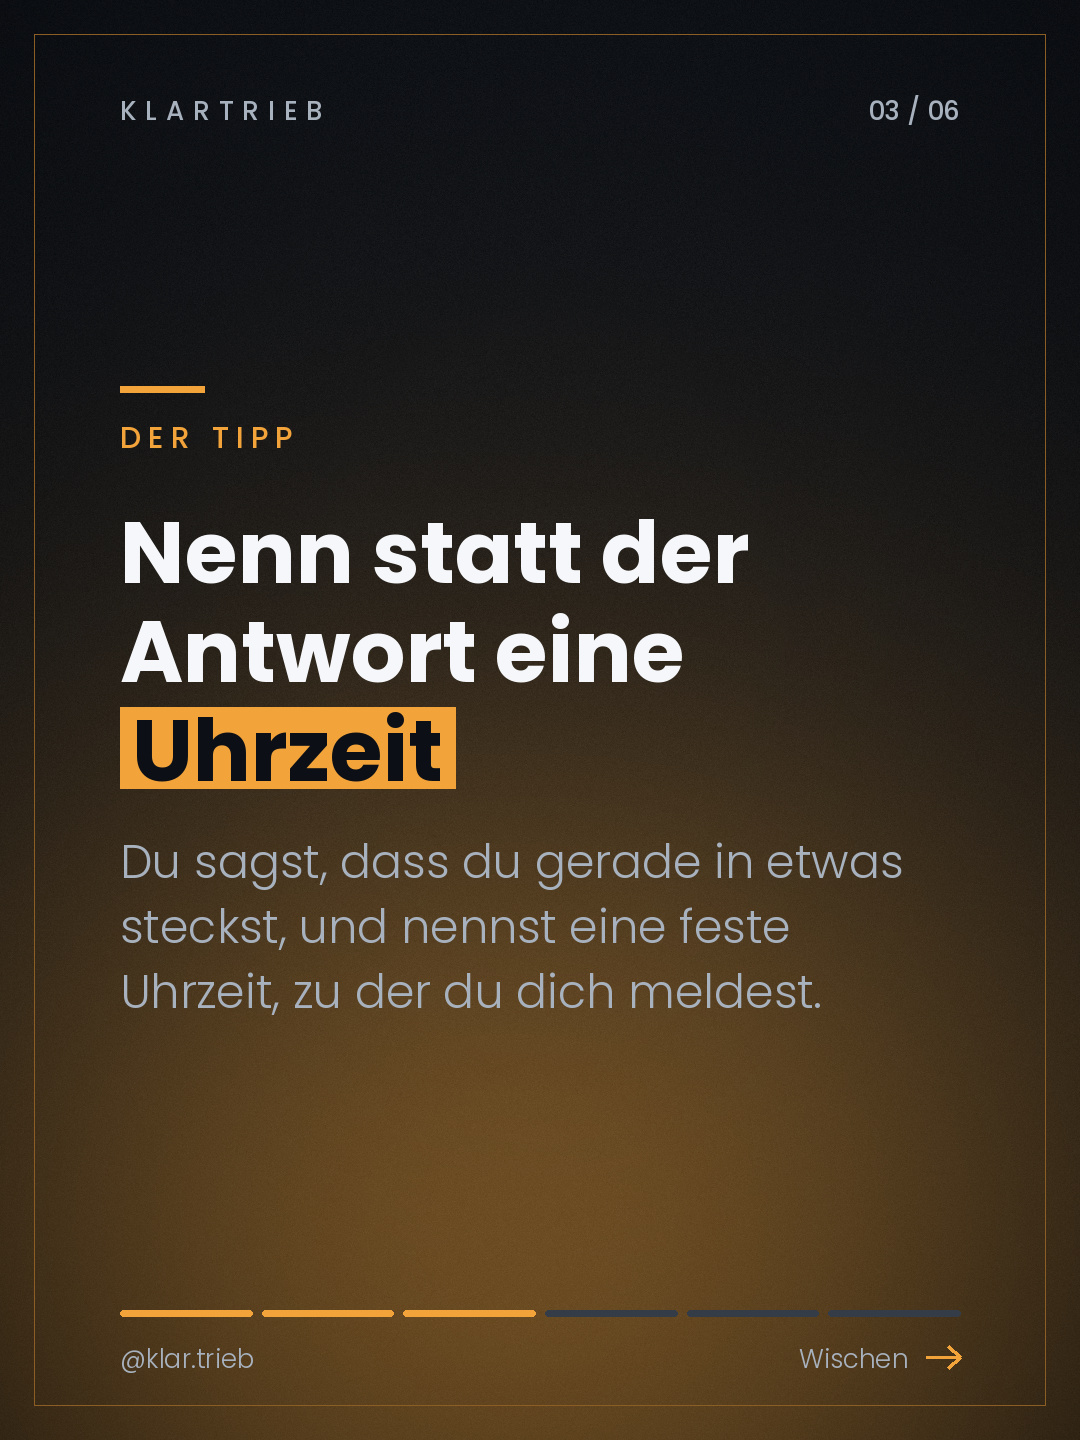 KLARTRIEB
03 / 06
DER TIPP
Nenn statt der
Antwort eine
Uhrzeit
Du sagst, dass du gerade in etwas
steckst, und nennst eine feste
Uhrzeit, zu der du dich meldest.
@klar.trieb
Wischen